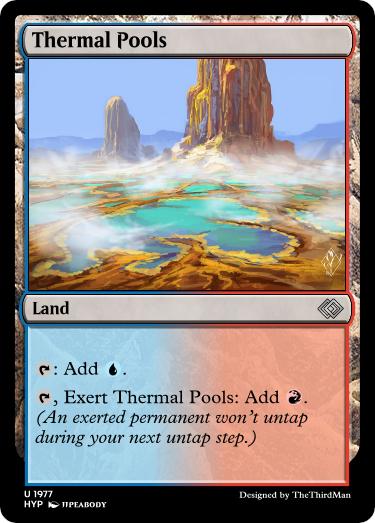 Thermal Pools
Land
: Add .
, Exert Thermal Pools: Add .
(An exerted permanent won't untap
during your next untap step.)
U 1977
HYP JJPEABODY
Designed by TheThirdMan